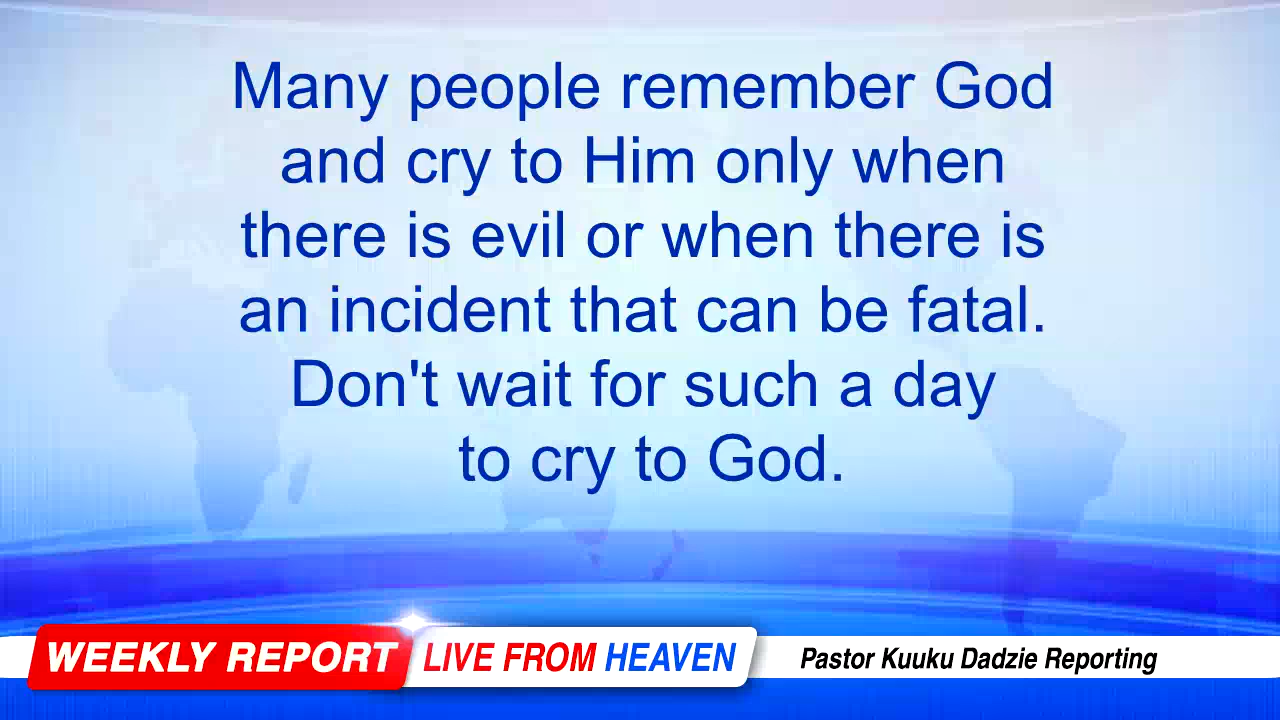 Many people remember God
and cry to Him only when
there is evil or when there is
an incident that can be fatal.
Don't wait for such a day
to cry to God.
WEEKLY REPORT LIVE FROM HEAVEN Pastor Kuuku Dadzie Reporting